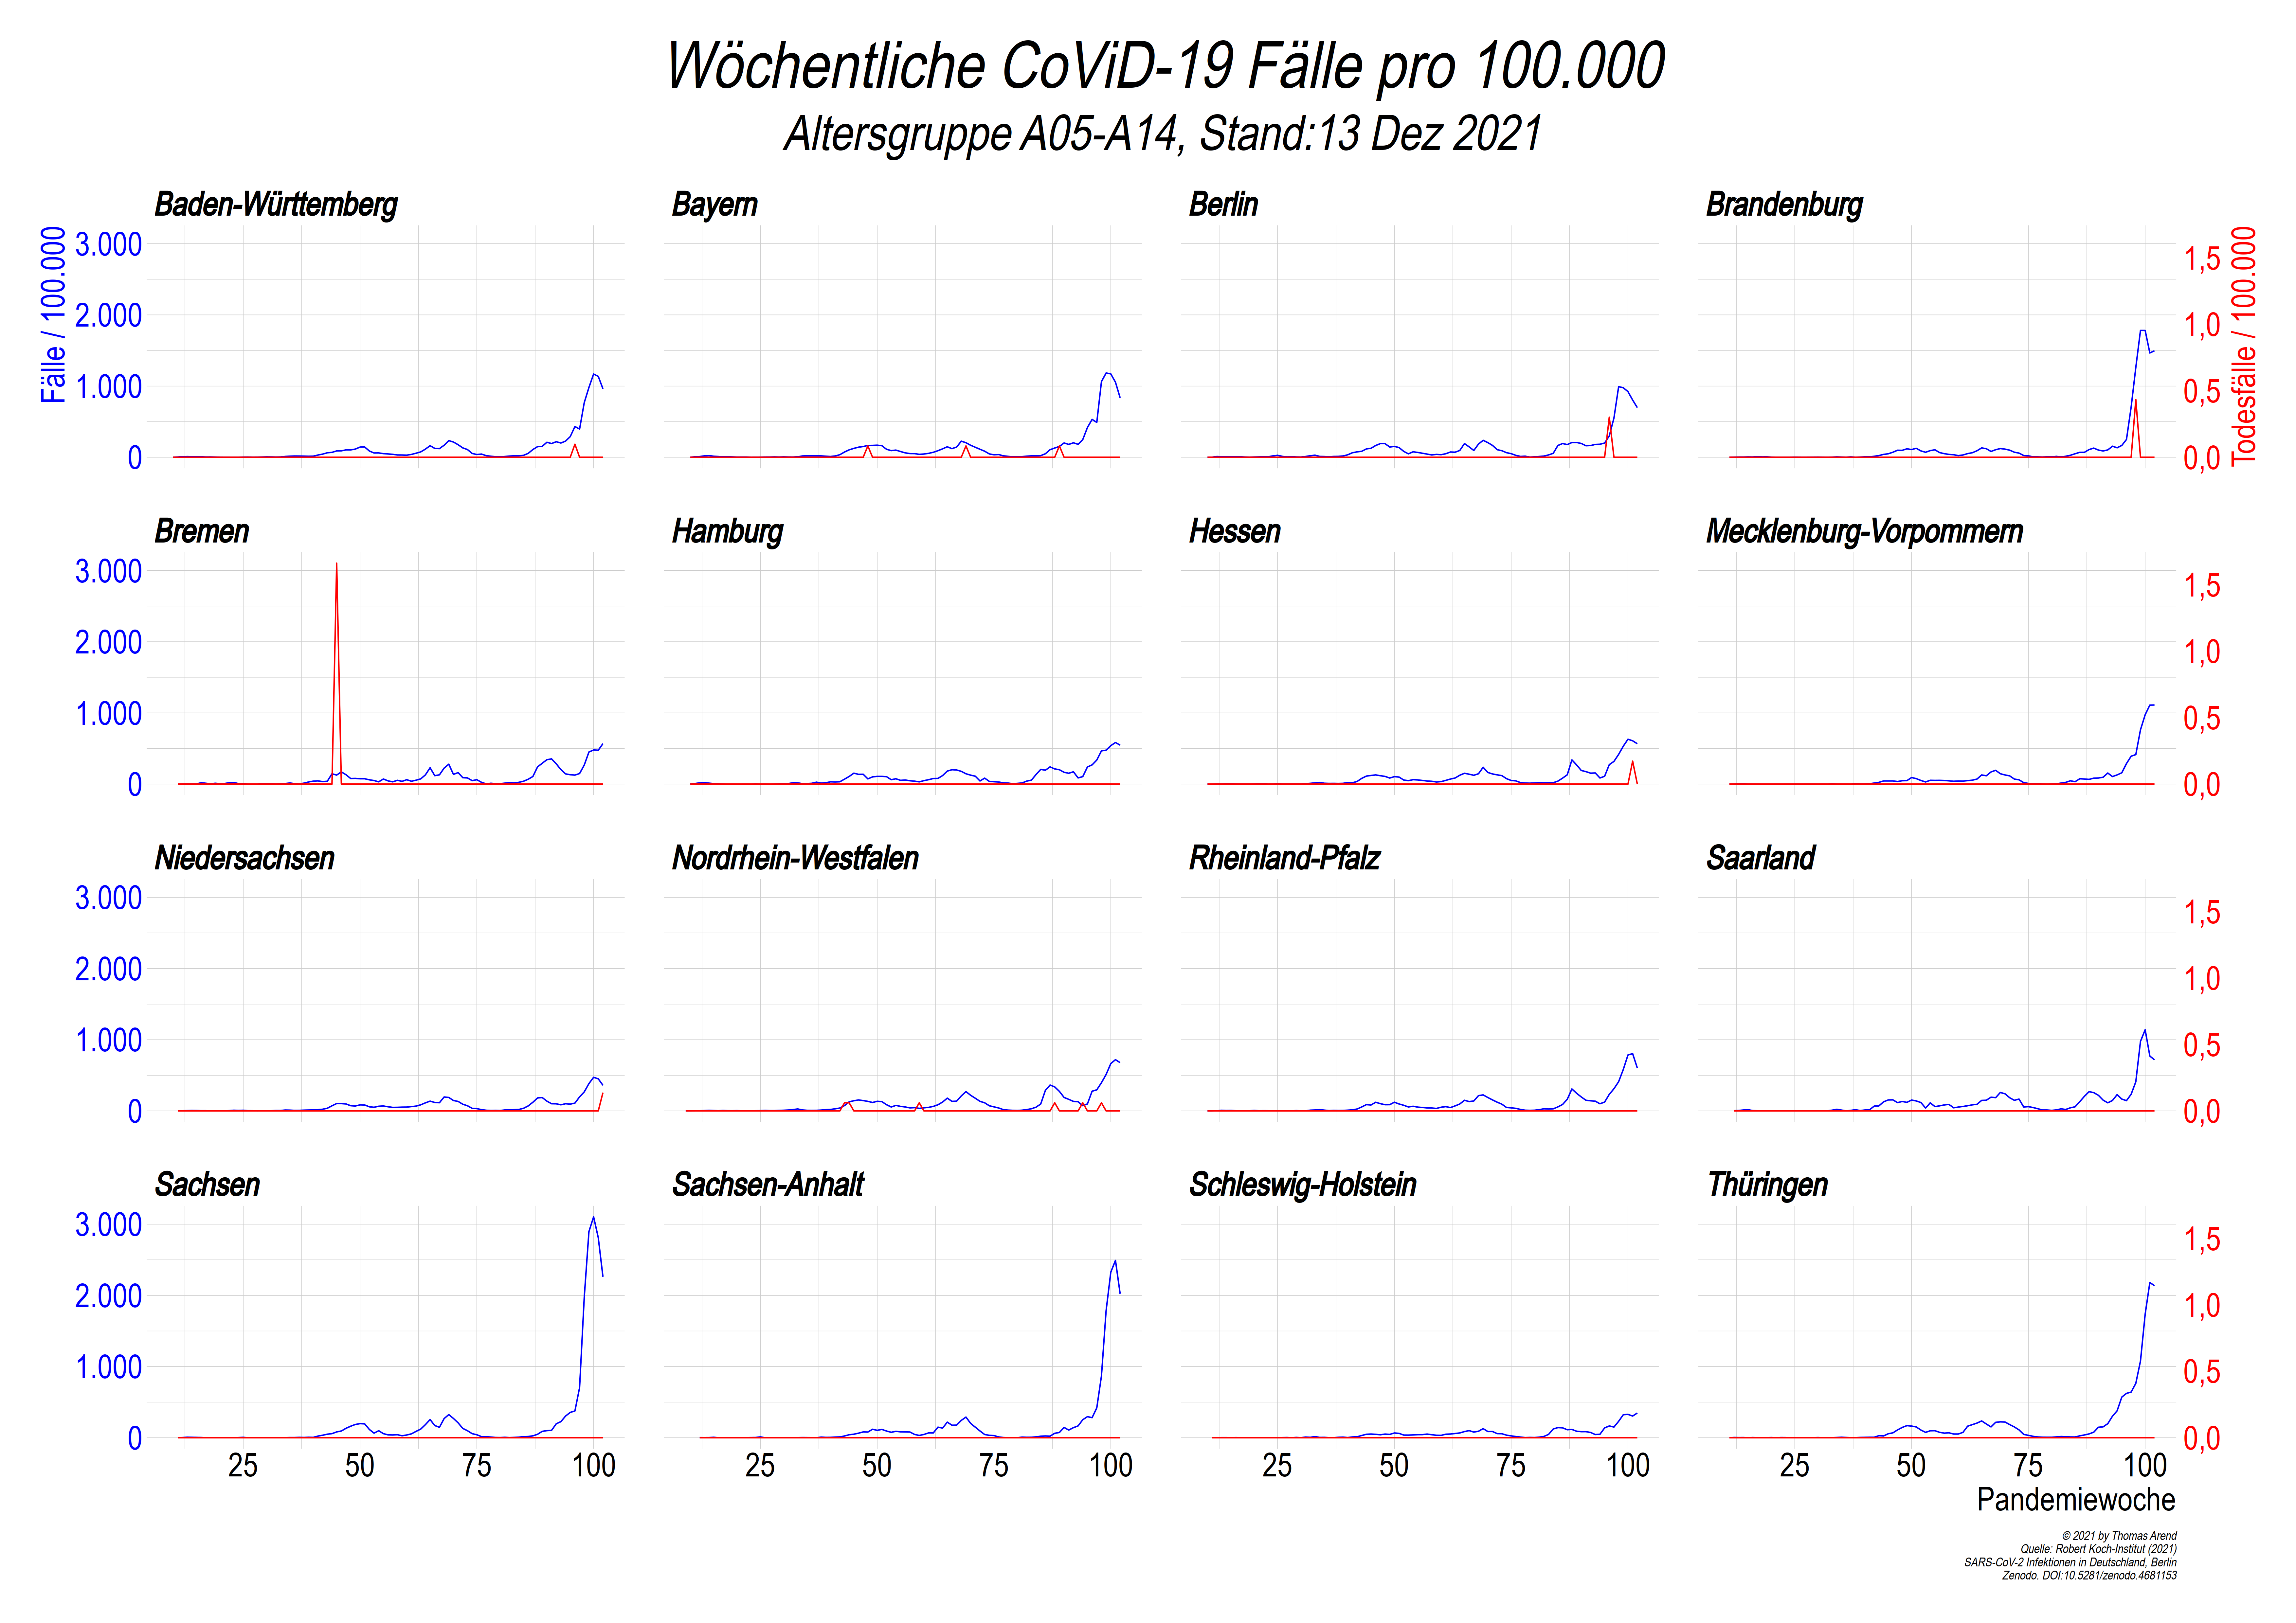 Wöchentliche CoViD-19 Fälle pro 100.000
Altersgruppe A05-A14, Stand:13 Dez 2021
Baden-Württemberg
Bayern
Berlin
Brandenburg
Fälle / 100.000
3.000
2.000
1.000
0
1,5
1,0
0,5
0,0
Todesfälle / 100.000
Bremen
Hamburg
Hessen
Mecklenburg-Vorpommern
3.000
2.000
1.000
0
1,5
1,0
0,5
0,0
Niedersachsen
Nordrhein-Westfalen
Rheinland-Pfalz
Saarland
3.000
2.000
1.000
0
1,5
1,0
0,5
0,0
Sachsen
Sachsen-Anhalt
Schleswig-Holstein
Thüringen
3.000
2.000
1.000
0
1,5
1,0
0,5
0,0
25 50 75 100
25 50 75 100
25 50 75 100
25 50 75 100
Pandemiewoche
© 2021 by Thomas Arend
Quelle: Robert Koch-Institut (2021)
SARS-CoV-2 Infektionen in Deutschland, Berlin
Zenodo. DOI:10.5281/zenodo.4681153